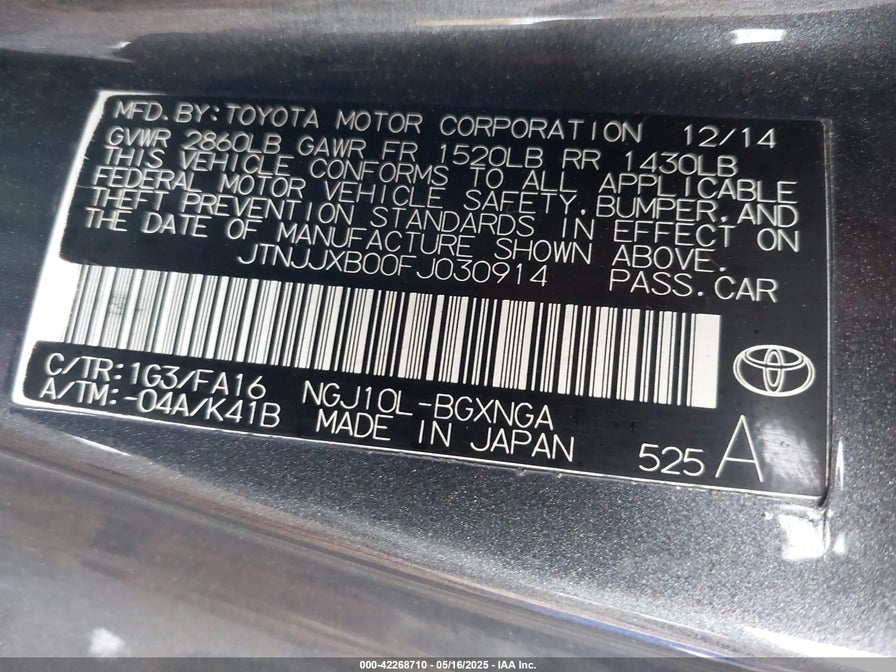 MFD.BY:TOYOTA MOTOR CORPORATION 12/14
GVWR 2860LB GAWR FR 1520LB RR 1430LB
THIS VEHICLE CONFORMS TO ALL APPLICABLE
FEDERAL MOTOR VEHICLE SAFETY,BUMPER,AND
THEFT PREVENTION STANDARDS IN EFFECT ON
THE DATE OF MANUFACTURE SHOWN ABOVE.
JTNJJXB00FJ030914 PASS.CAR
C/TR:1G3/FA16 NGJ10L-BGXNGA
A/TM:-04A/K41B MADE IN JAPAN 525 A
000-42268710 - 05/16/2025 - IAA Inc.